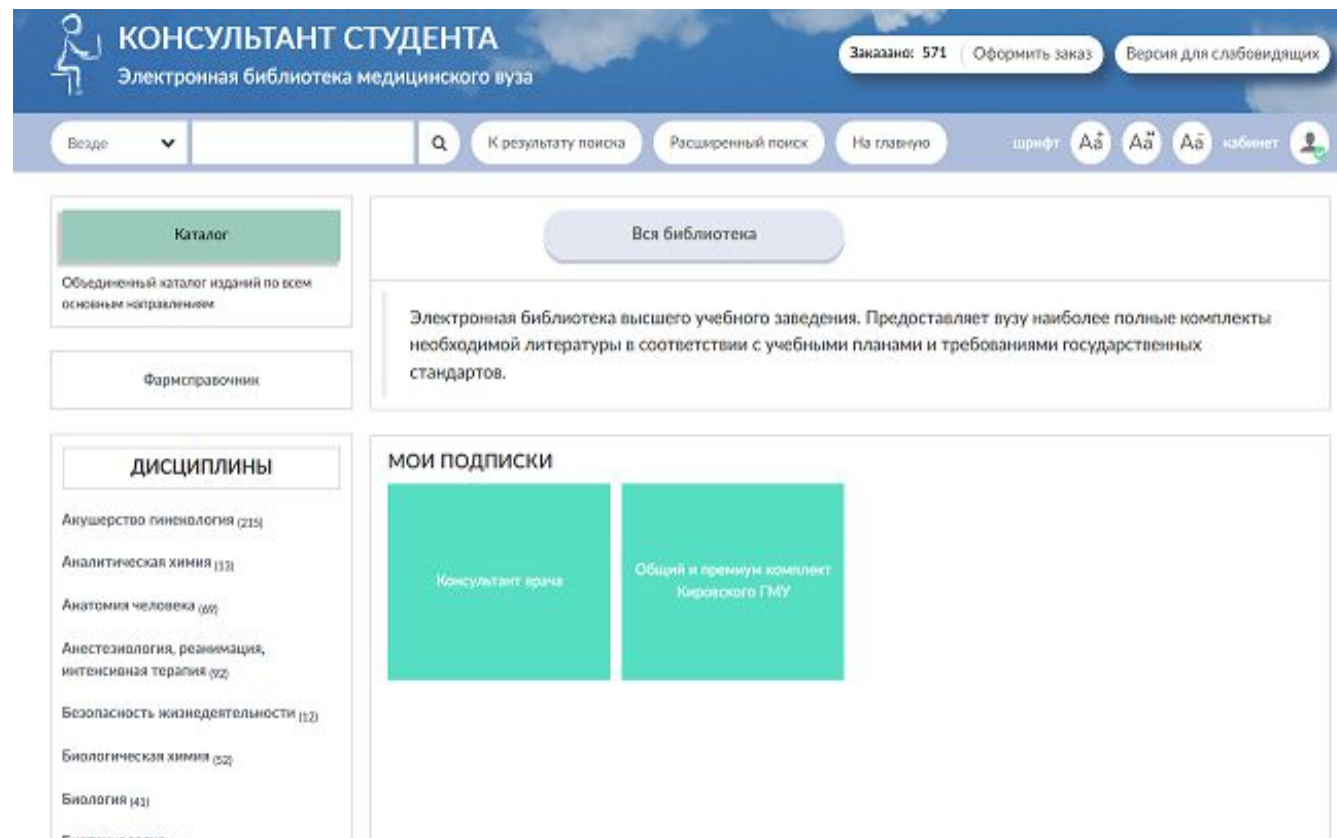 КОНСУЛЬТАНТ СТУДЕНТА
Электронная библиотека медицинского вуза
Заказано: 571 Оформить заказ Версия для слабовидящих
Везде К результату поиска Расширенный поиск На главную шрифт Aa+ Aa Aa- кабинет
Каталог
Объединенный каталог изданий по всем
основным направлениям
Фармсправочник
Вся библиотека
Электронная библиотека высшего учебного заведения. Предоставляет вузу наиболее полные комплекты
необходимой литературы в соответствии с учебными планами и требованиями государственных
стандартов.
ДИСЦИПЛИНЫ
Акушерство гинекология (215)
Аналитическая химия (13)
Анатомия человека (69)
Анестезиология, реанимация,
интенсивная терапия (92)
Безопасность жизнедеятельности (12)
Биологическая химия (52)
Биология (41)
МОИ ПОДПИСКИ
Консультант врача
Общий и премиум комплект
Кировского ГМУ